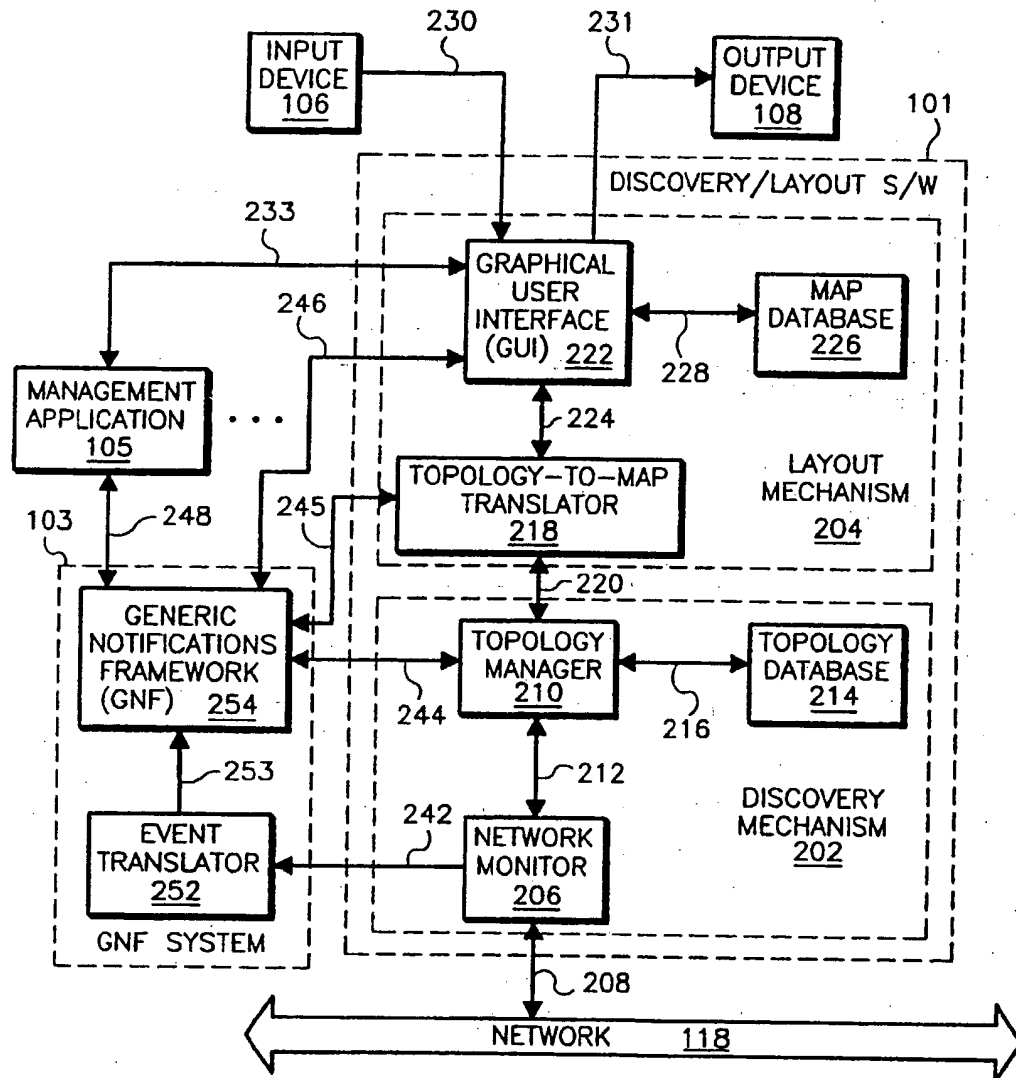 230
231
INPUT
DEVICE
106
OUTPUT
DEVICE
108
101
DISCOVERY/LAYOUT S/W
233
GRAPHICAL
USER
INTERFACE
(GUI) 222
MAP
DATABASE
226
246
228
MANAGEMENT
APPLICATION
105
...
224
TOPOLOGY-TO-MAP
TRANSLATOR
218
LAYOUT
MECHANISM
204
245
248
103
220
GENERIC
NOTIFICATIONS
FRAMEWORK
(GNF) 254
TOPOLOGY
MANAGER
210
TOPOLOGY
DATABASE
214
244
216
253
212
242
EVENT
TRANSLATOR
252
NETWORK
MONITOR
206
DISCOVERY
MECHANISM
202
GNF SYSTEM
208
NETWORK 118